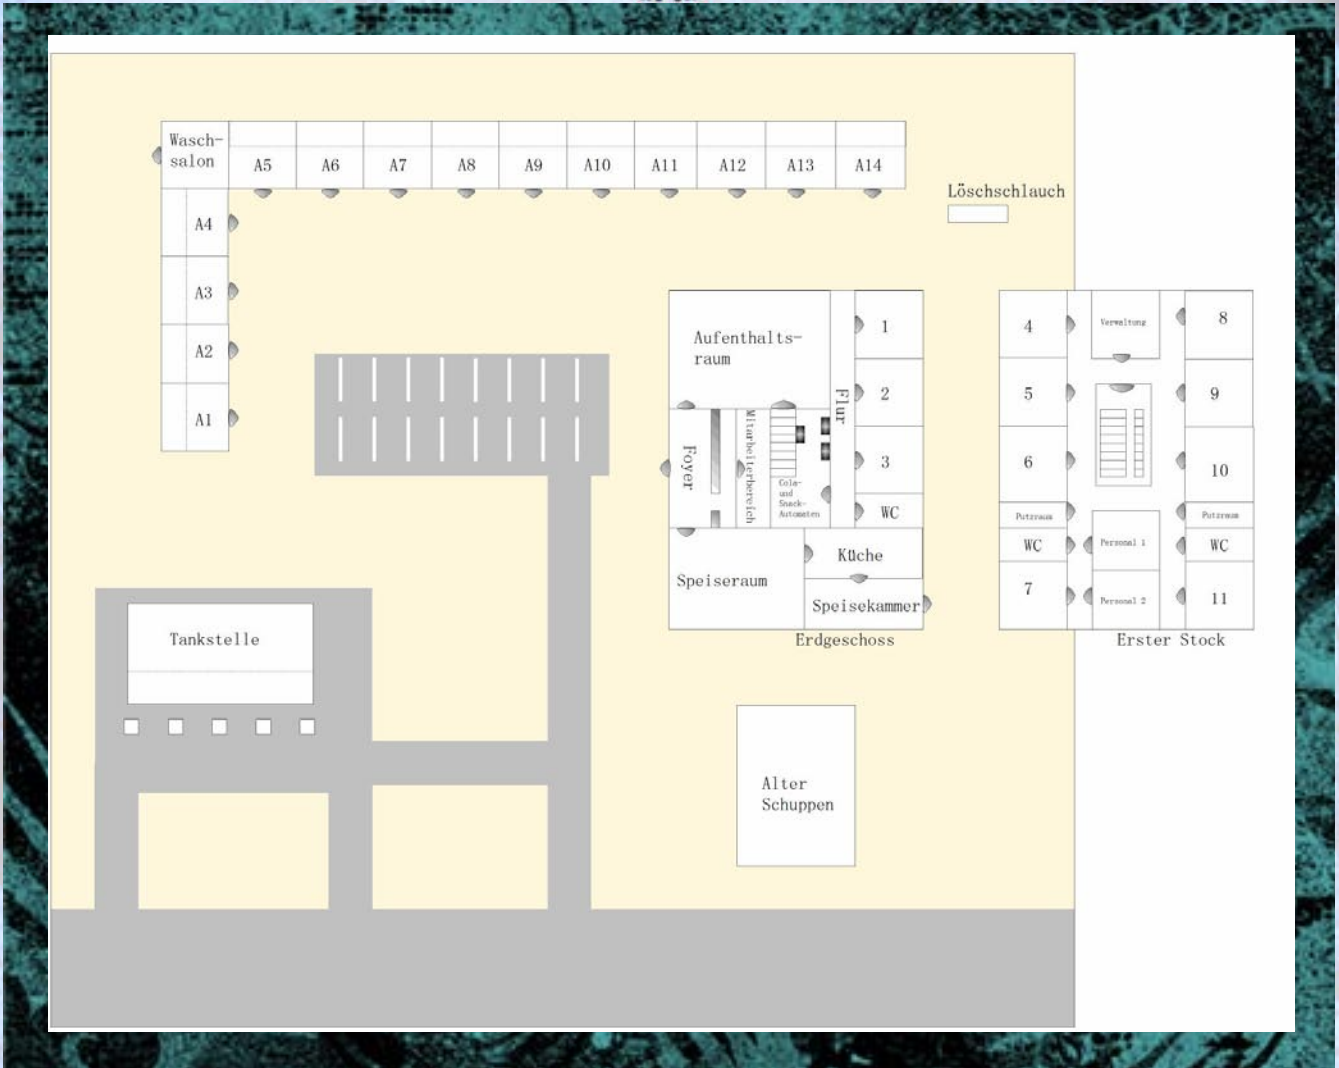 Wasch-
salon
A5
A6
A7
A8
A9
A10
A11
A12
A13
A14
A4
A3
A2
A1
Löschschlauch
Aufenthalts-
raum
Flur
1
2
3
WC
Foyer
Mitarbeiterbereich
Cola-
und
Snack-
Automaten
Küche
Speiseraum
Speisekammer
Erdgeschoss
4
Verwaltung
8
5
9
6
10
Putzraum
Putzraum
WC
Personal 1
WC
7
Personal 2
11
Erster Stock
Tankstelle
Alter
Schuppen